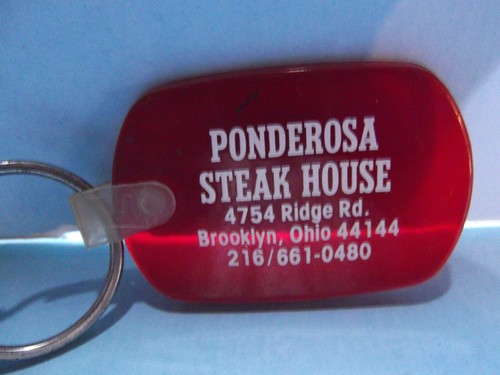 PONDEROSA
STEAK HOUSE
4754 Ridge Rd.
Brooklyn, Ohio 44144
216/661-0480